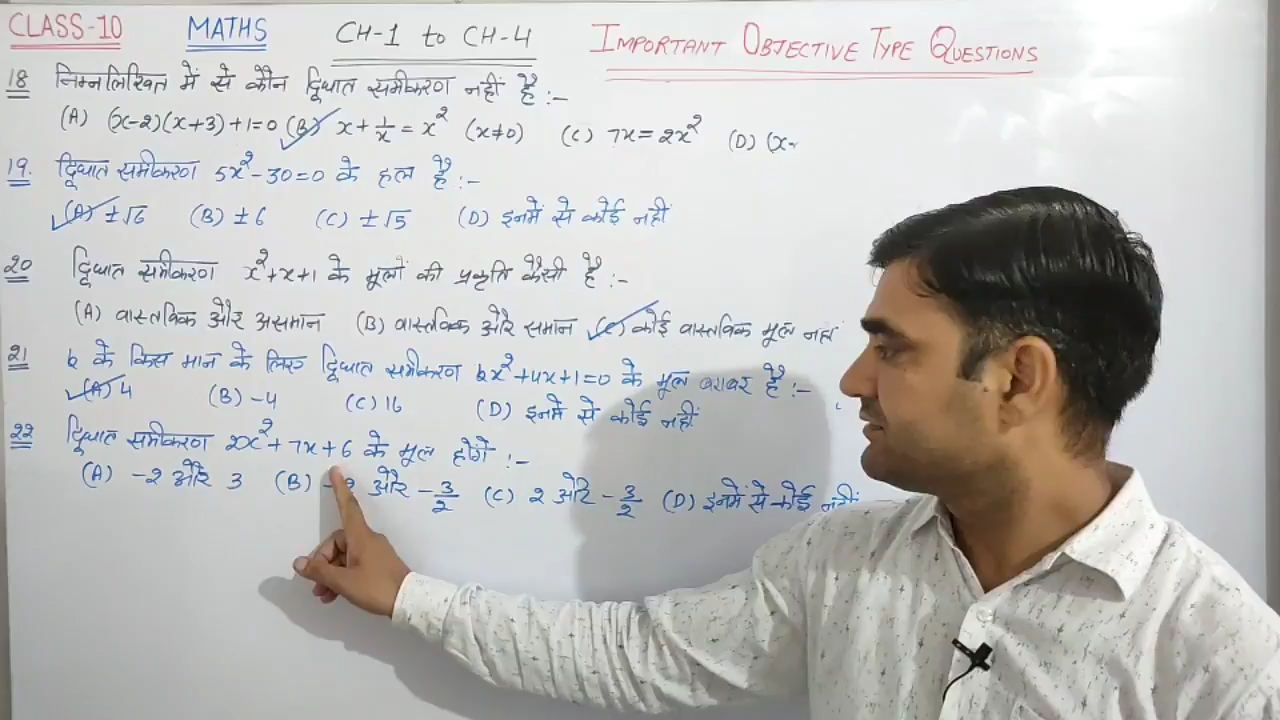 CLASS-10 MATHS CH-1 to CH-4 IMPORTANT OBJECTIVE TYPE QUESTIONS
18 निम्नलिखित में से कौन द्विघात समीकरण नहीं है :-
(A) (x-2)(x+3)+1=0 (B) x+1/x=x² (x≠0) (C) 7x=2x² (D) (x-
19. द्विघात समीकरण 5x²-30=0 के हल है :-
(A) ±√6 (B) ±6 (C) ±√5 (D) इनमें से कोई नहीं
20 द्विघात समीकरण x²+x+1 के मूलों की प्रकृति कैसी है :-
(A) वास्तविक और असमान (B) वास्तविक और समान (C) कोई वास्तविक मूल नहीं
21 k के किस मान के लिए द्विघात समीकरण kx²+4x+1=0 के मूल बराबर है :-
(A) 4 (B) -4 (C) 16 (D) इनमें से कोई नहीं
22 द्विघात समीकरण 2x²+7x+6 के मूल होंगे :-
(A) -2 और 3 (B) -2 और -3/2 (C) 2 और -3/2 (D) इनमें से कोई नहीं